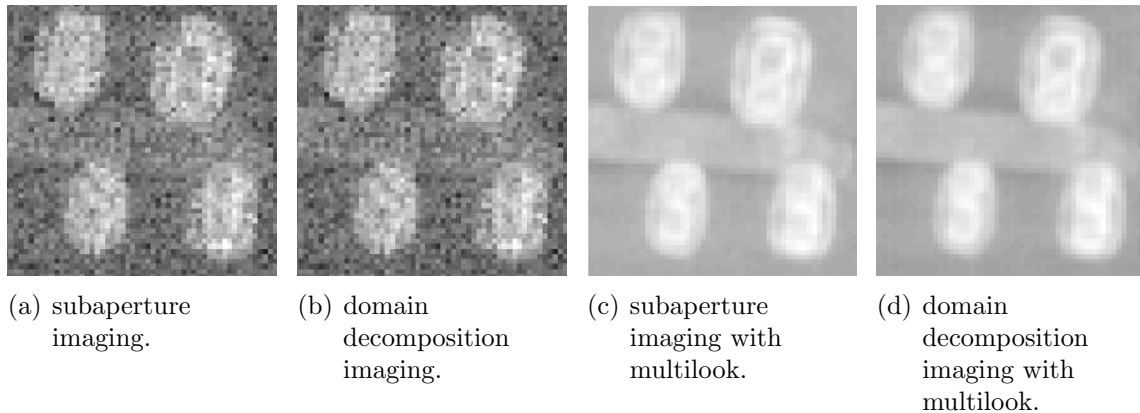 (a) subaperture
imaging.
(b) domain
decomposition
imaging.
(c) subaperture
imaging with
multilook.
(d) domain
decomposition
imaging with
multilook.